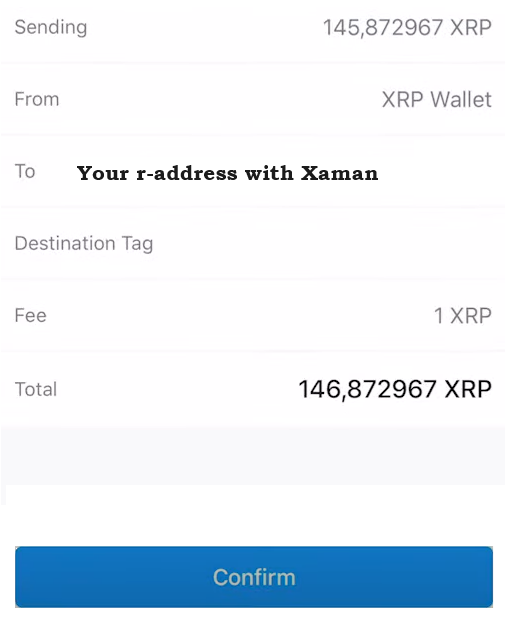 Sending 145,872967 XRP
From XRP Wallet
To Your r-address with Xaman
Destination Tag
Fee 1 XRP
Total 146,872967 XRP
Confirm